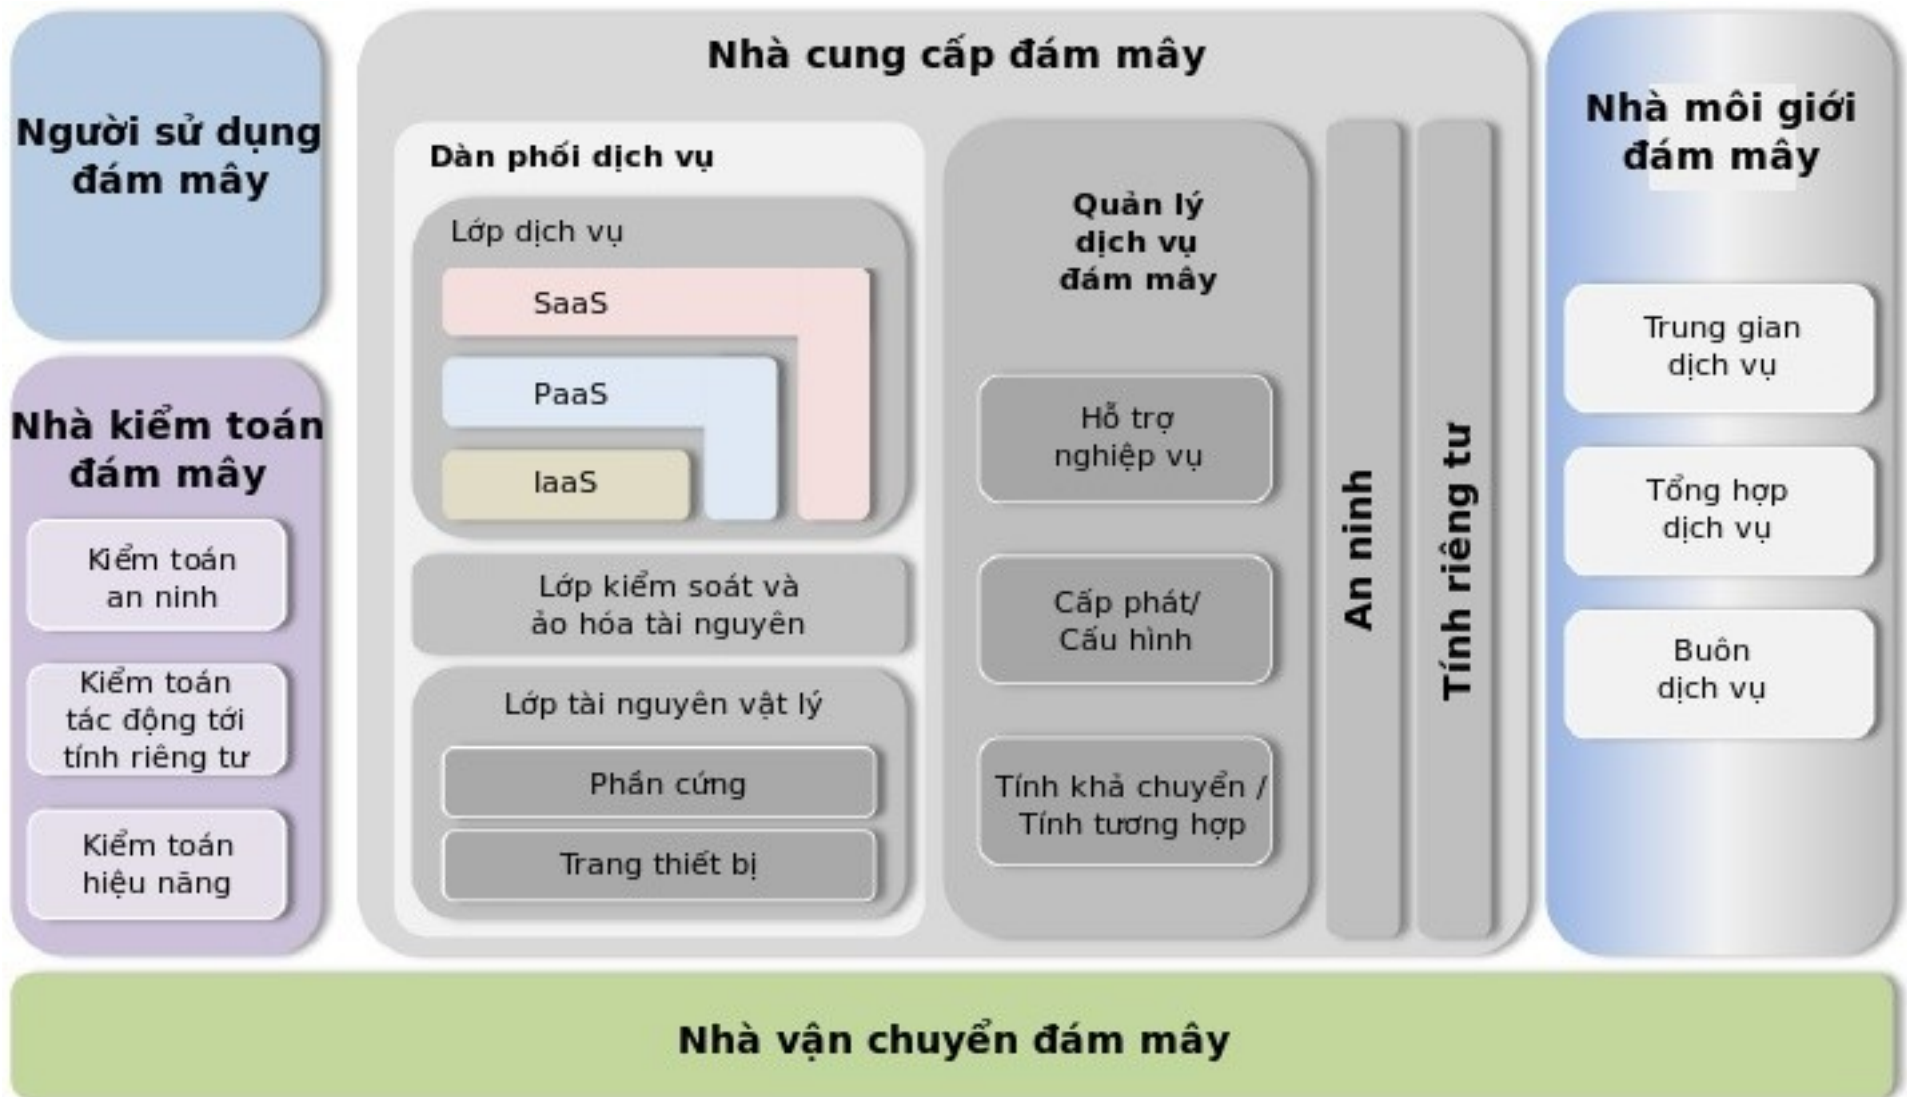 Người sử dụng
đám mây
Nhà kiểm toán
đám mây
Kiểm toán
an ninh
Kiểm toán
tác động tới
tính riêng tư
Kiểm toán
hiệu năng
Nhà cung cấp đám mây
Dàn phối dịch vụ
Lớp dịch vụ
SaaS
PaaS
IaaS
Lớp kiểm soát và
ảo hóa tài nguyên
Lớp tài nguyên vật lý
Phần cứng
Trang thiết bị
Quản lý
dịch vụ
đám mây
Hỗ trợ
nghiệp vụ
Cấp phát/
Cấu hình
Tính khả chuyển /
Tính tương hợp
An ninh
Tính riêng tư
Nhà môi giới
đám mây
Trung gian
dịch vụ
Tổng hợp
dịch vụ
Buôn
dịch vụ
Nhà vận chuyển đám mây